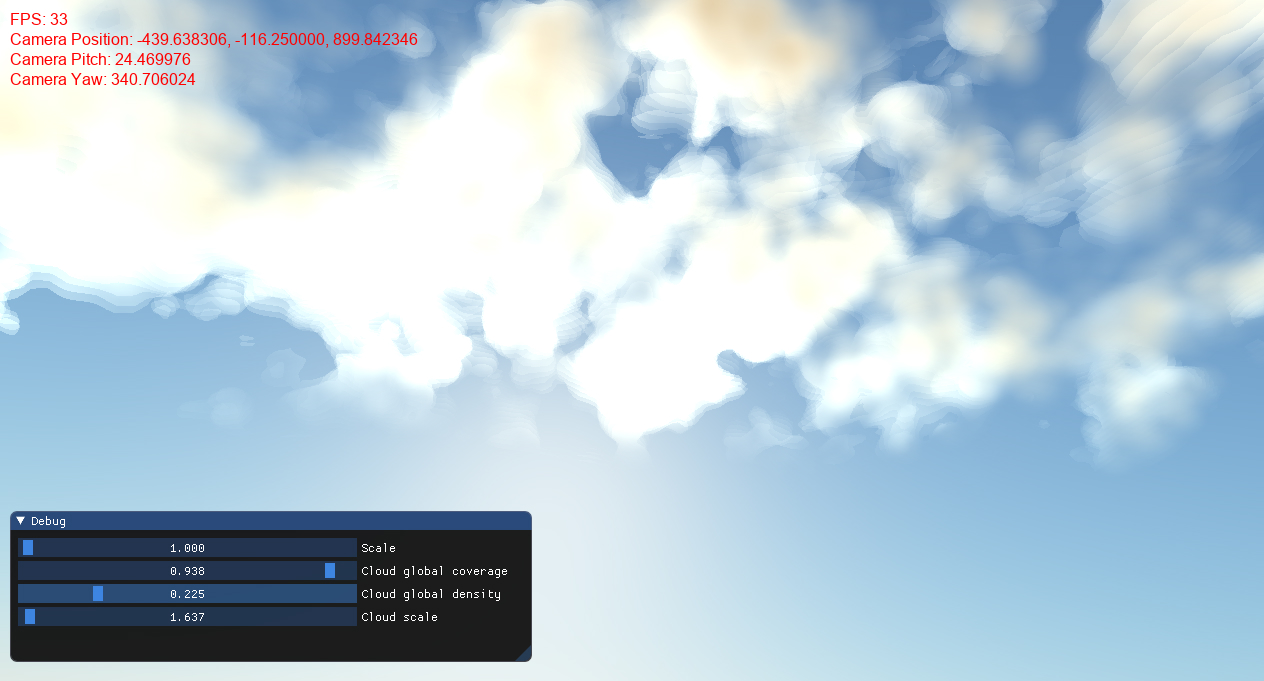 FPS: 33
Camera Position: -439.638306, -116.250000, 899.842346
Camera Pitch: 24.469976
Camera Yaw: 340.706024
Debug
1.000 Scale
0.938 Cloud global coverage
0.225 Cloud global density
1.637 Cloud scale